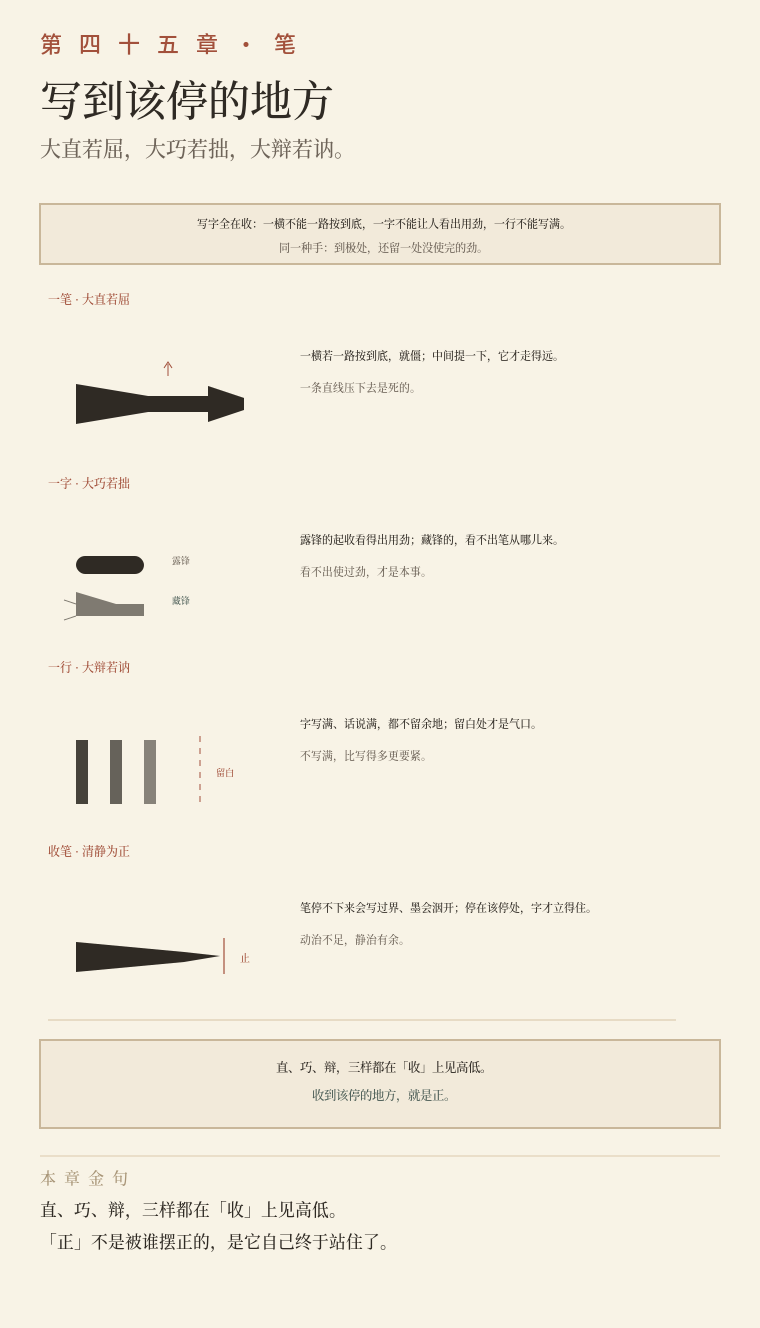 第四十五章·笔
写到该停的地方
大直若屈，大巧若拙，大辩若讷。
写字全在收：一横不能一路按到底，一字不能让人看出用劲，一行不能写满。
同一种手：到极处，还留一处没使完的劲。
一笔 · 大直若屈
一横若一路按到底，就僵；中间提一下，它才走得远。
一条直线压下去是死的。
一字 · 大巧若拙
露锋的起收看得出用劲；藏锋的，看不出笔从哪儿来。
看不出使过劲，才是本事。
露锋
藏锋
一行 · 大辩若讷
字写满、话说满，都不留余地；留白处才是气口。
不写满，比写得多更要紧。
留白
收笔 · 清静为正
笔停不下来会写过界、墨会洇开；停在该停处，字才立得住。
动治不足，静治有余。
止
直、巧、辩，三样都在「收」上见高低。
收到该停的地方，就是正。
本章金句
直、巧、辩，三样都在「收」上见高低。
「正」不是被谁摆正的，是它自己终于站住了。